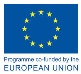 Programme co-funded by the
EUROPEAN UNION